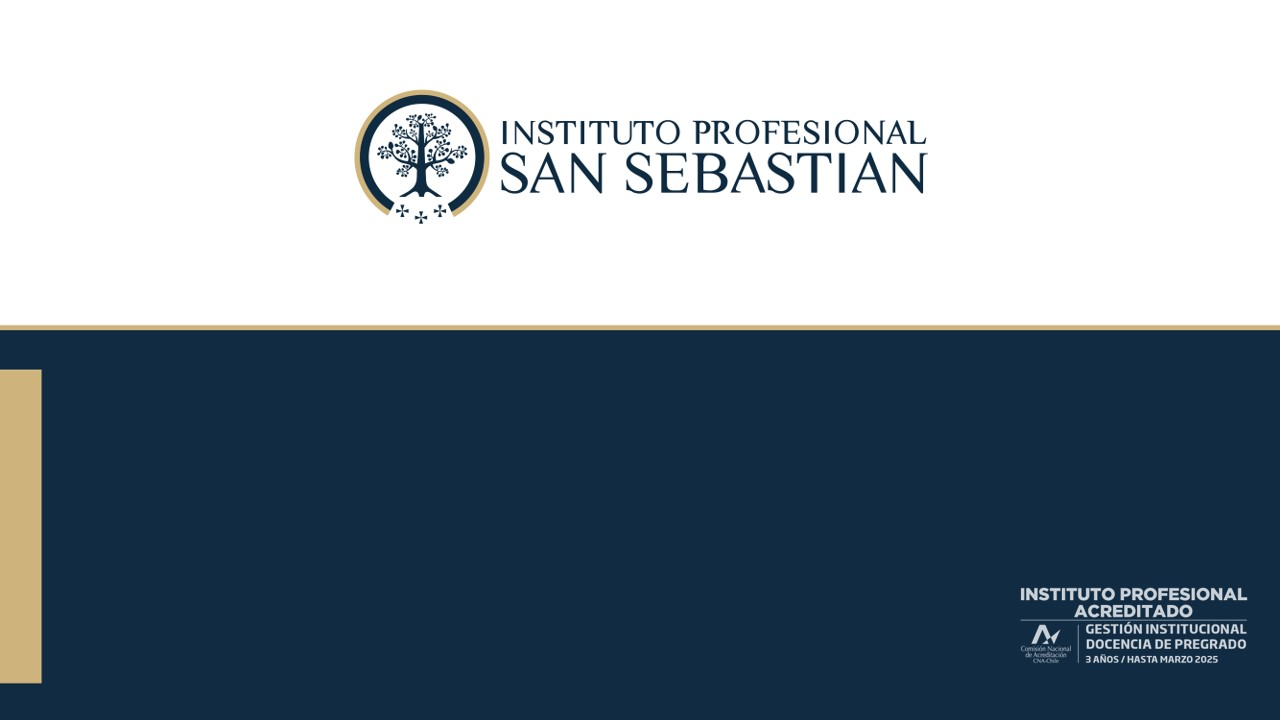 INSTITUTO PROFESIONAL
SAN SEBASTIAN
INSTITUTO PROFESIONAL
ACREDITADO
Comisión Nacional
de Acreditación
CNA-Chile
GESTIÓN INSTITUCIONAL
DOCENCIA DE PREGRADO
3 AÑOS / HASTA MARZO 2025